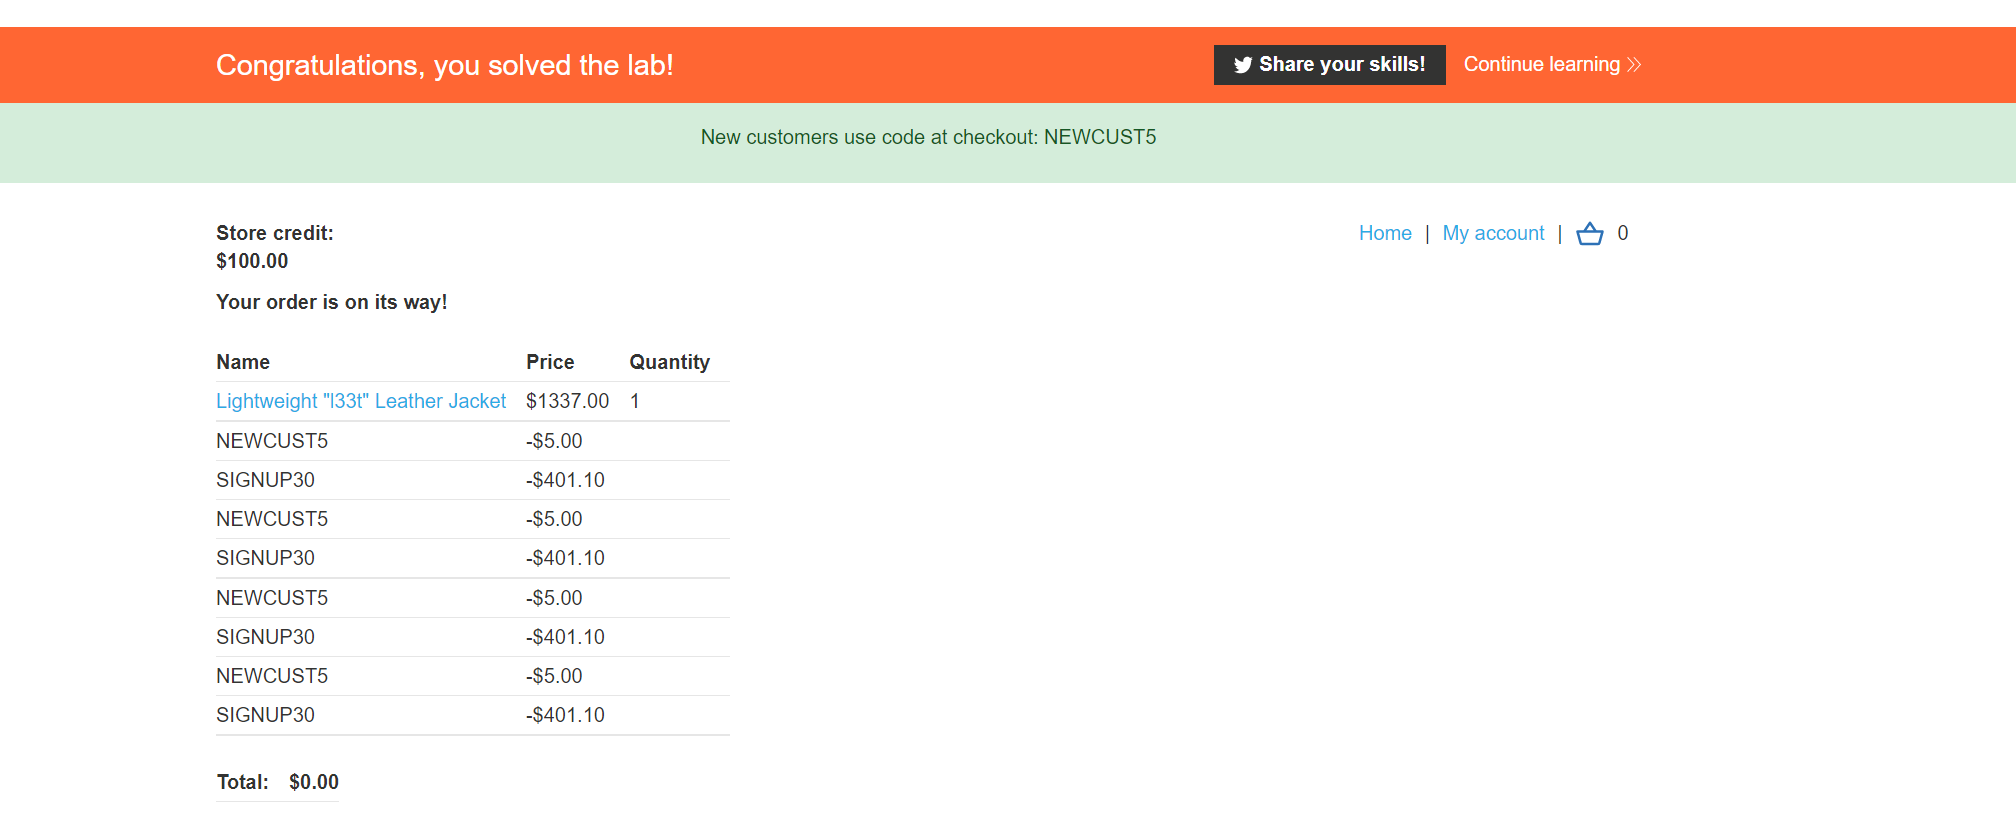 Congratulations, you solved the lab!
Share your skills!
Continue learning
New customers use code at checkout: NEWCUST5
Store credit:
$100.00
Home | My account | 0
Your order is on its way!
Name Price Quantity
Lightweight "l33t" Leather Jacket $1337.00 1
NEWCUST5 -$5.00
SIGNUP30 -$401.10
NEWCUST5 -$5.00
SIGNUP30 -$401.10
NEWCUST5 -$5.00
SIGNUP30 -$401.10
NEWCUST5 -$5.00
SIGNUP30 -$401.10
Total: $0.00